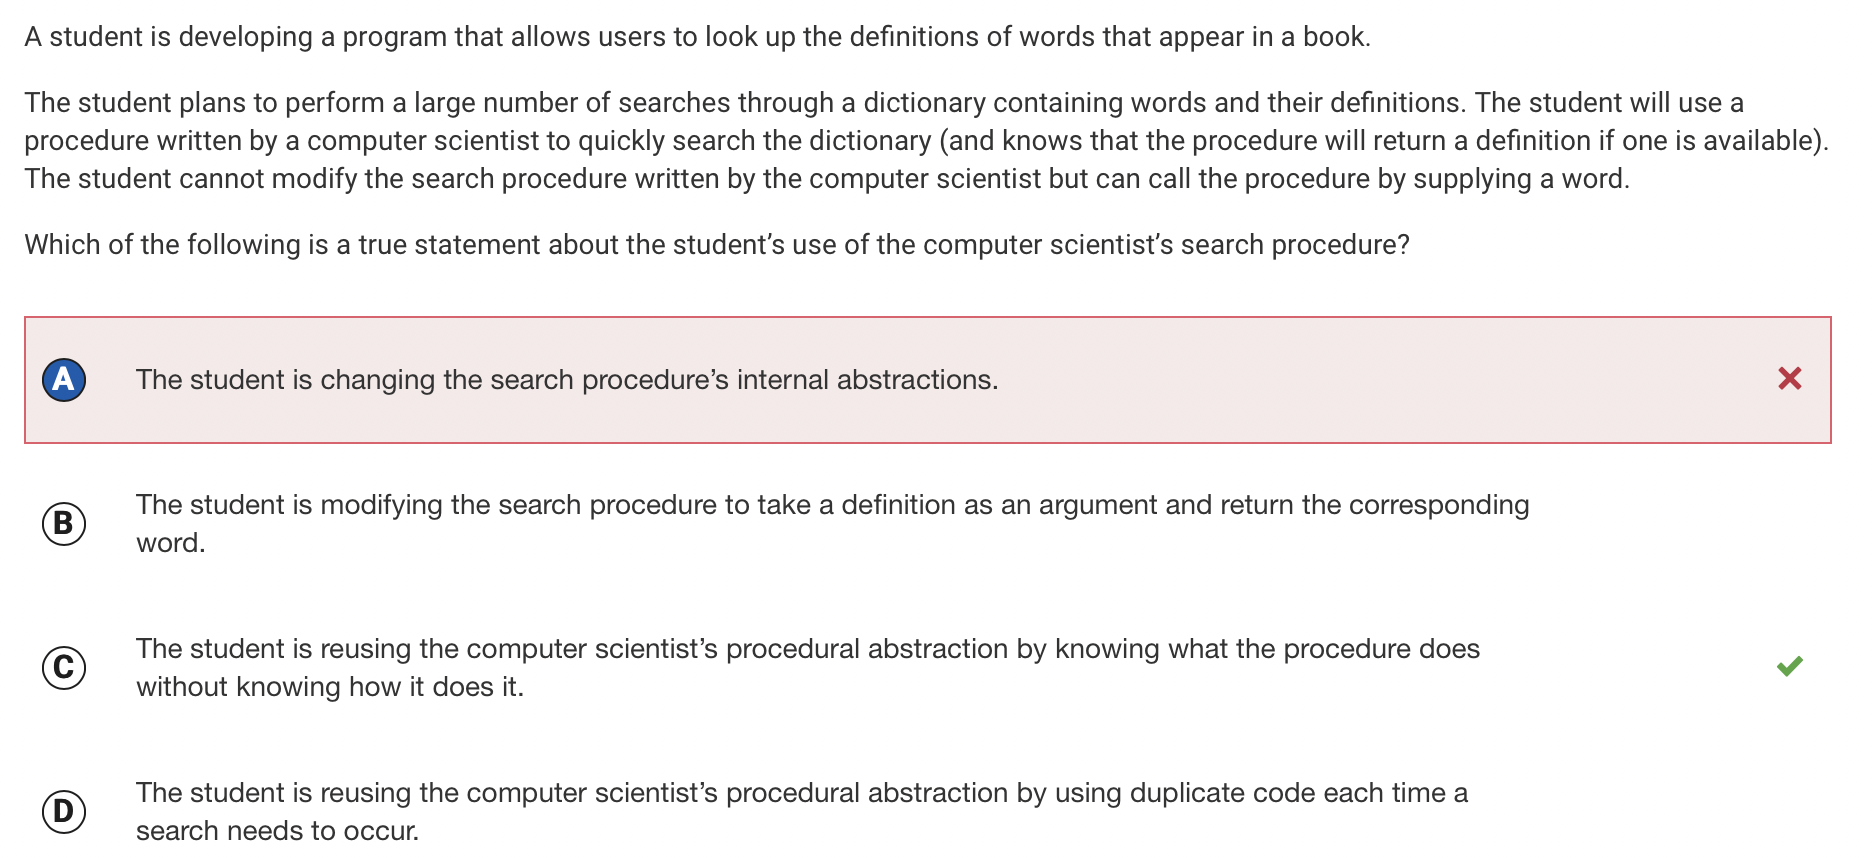 A student is developing a program that allows users to look up the definitions of words that appear in a book.
The student plans to perform a large number of searches through a dictionary containing words and their definitions. The student will use a
procedure written by a computer scientist to quickly search the dictionary (and knows that the procedure will return a definition if one is available).
The student cannot modify the search procedure written by the computer scientist but can call the procedure by supplying a word.
Which of the following is a true statement about the student’s use of the computer scientist’s search procedure?
A The student is changing the search procedure’s internal abstractions.
B The student is modifying the search procedure to take a definition as an argument and return the corresponding
word.
C The student is reusing the computer scientist’s procedural abstraction by knowing what the procedure does
without knowing how it does it.
D The student is reusing the computer scientist’s procedural abstraction by using duplicate code each time a
search needs to occur.